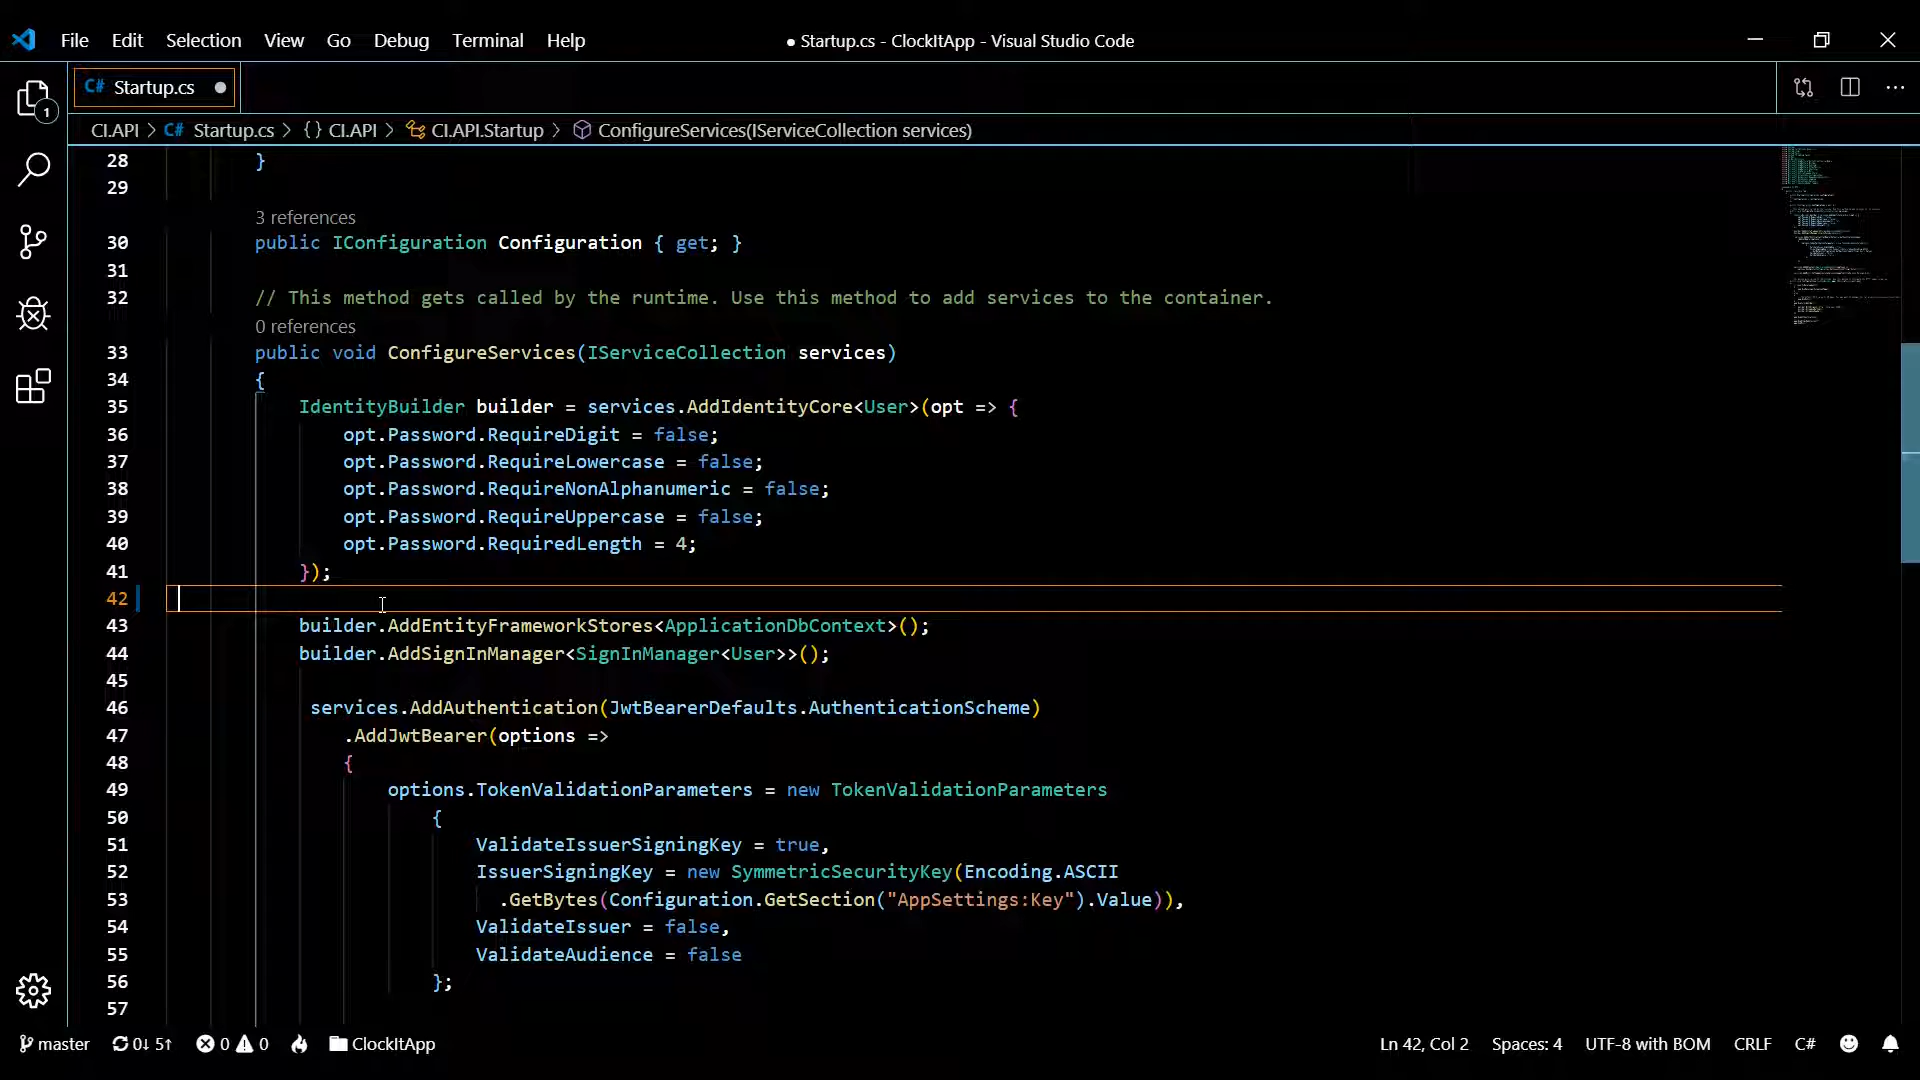 File Edit Selection View Go Debug Terminal Help ● Startup.cs - ClockItApp - Visual Studio Code
C# Startup.cs ●
1
CI.API > C# Startup.cs > {} CI.API > CI.API.Startup > ConfigureServices(IServiceCollection services)
28 }
29
3 references
30 public IConfiguration Configuration { get; }
31
32 // This method gets called by the runtime. Use this method to add services to the container.
0 references
33 public void ConfigureServices(IServiceCollection services)
34 {
35 IdentityBuilder builder = services.AddIdentityCore<User>(opt => {
36 opt.Password.RequireDigit = false;
37 opt.Password.RequireLowercase = false;
38 opt.Password.RequireNonAlphanumeric = false;
39 opt.Password.RequireUppercase = false;
40 opt.Password.RequiredLength = 4;
41 });
42
43 builder.AddEntityFrameworkStores<ApplicationDbContext>();
44 builder.AddSignInManager<SignInManager<User>>();
45
46 services.AddAuthentication(JwtBearerDefaults.AuthenticationScheme)
47 .AddJwtBearer(options =>
48 {
49 options.TokenValidationParameters = new TokenValidationParameters
50 {
51 ValidateIssuerSigningKey = true,
52 IssuerSigningKey = new SymmetricSecurityKey(Encoding.ASCII
53 .GetBytes(Configuration.GetSection("AppSettings:Key").Value)),
54 ValidateIssuer = false,
55 ValidateAudience = false
56 };
57
master 0↓ 5↑ 0 0 ClockItApp Ln 42, Col 2 Spaces: 4 UTF-8 with BOM CRLF C#